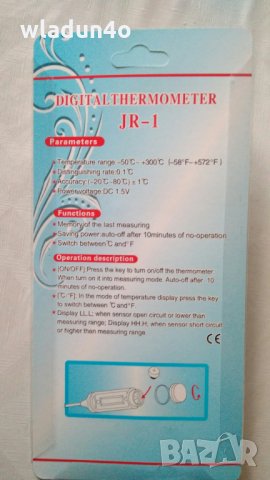 wladun4o
DIGITALTHERMOMETER
JR-1
Parameters
Temperature range:-50℃~ +300℃ (-58°F~+572°F)
Distinguishing rate:0.1℃
Accuracy:(-20℃~80℃) ± 1℃
Power voltage:DC 1.5V
Functions
Memory of the last measuring
Saving power:auto-off after 10minutes of no-operation
Switch between ℃ and °F
Operation description
(ON/OFF):Press the key to turn on/off the thermometer
When turn on it into measuring mode. Auto-off after 10
minutes of no-operation.
(℃ °F): In the mode of temperature display press the key
to switch between ℃ and °F.
Display LL.L; when sensor open circuit or lower than
measuring range; Display HH.H; when sensor short circuit
or higher than measuring range.
CE
BAZAR